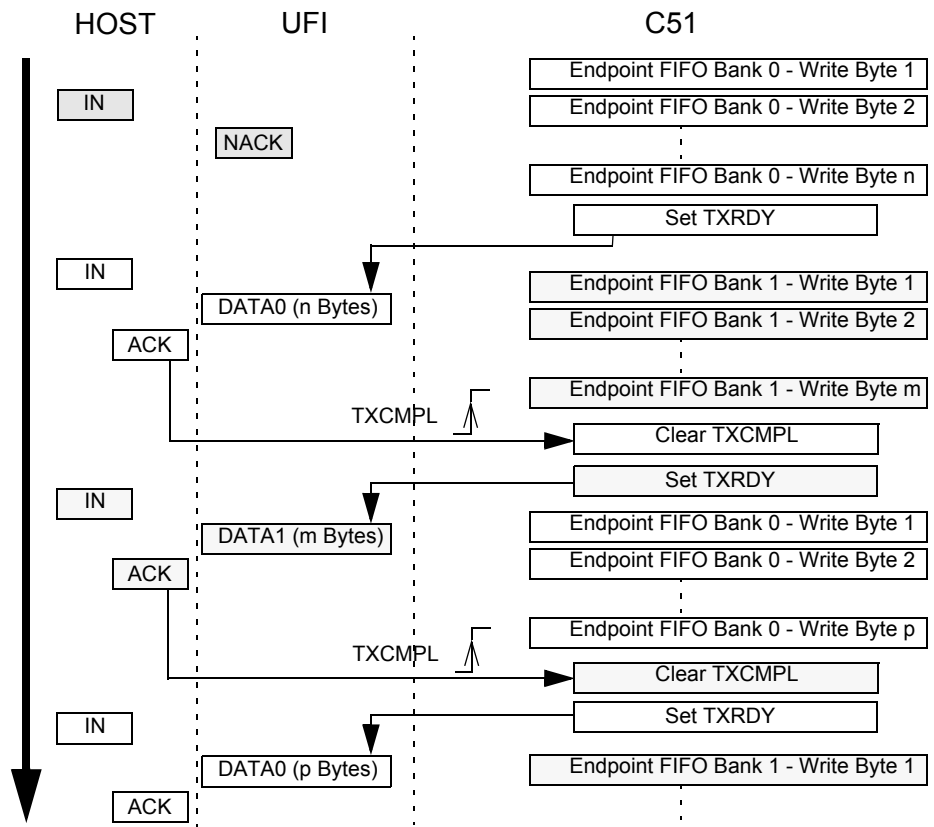 HOST UFI C51
Endpoint FIFO Bank 0 - Write Byte 1
IN
Endpoint FIFO Bank 0 - Write Byte 2
NACK
Endpoint FIFO Bank 0 - Write Byte n
Set TXRDY
IN
Endpoint FIFO Bank 1 - Write Byte 1
DATA0 (n Bytes)
Endpoint FIFO Bank 1 - Write Byte 2
ACK
Endpoint FIFO Bank 1 - Write Byte m
TXCMPL
Clear TXCMPL
Set TXRDY
IN
Endpoint FIFO Bank 0 - Write Byte 1
DATA1 (m Bytes)
Endpoint FIFO Bank 0 - Write Byte 2
ACK
Endpoint FIFO Bank 0 - Write Byte p
TXCMPL
Clear TXCMPL
Set TXRDY
IN
DATA0 (p Bytes)
Endpoint FIFO Bank 1 - Write Byte 1
ACK